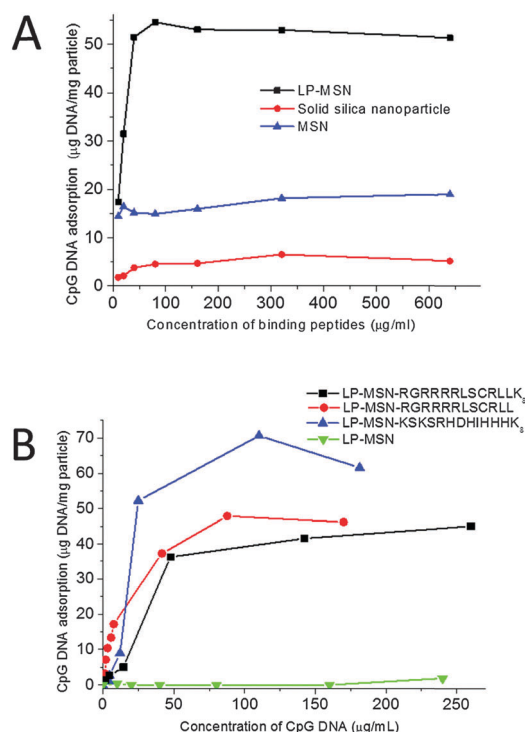 A
CpG DNA adsorption (μg DNA/mg particle)
50
40
30
20
10
0
LP-MSN
Solid silica nanoparticle
MSN
0 100 200 300 400 500 600
Concentration of binding peptides (μg/ml)
B
LP-MSN-RGRRRRLSCRLLK
LP-MSN-RGRRRRLSCRLL
LP-MSN-KSKSRHDHIHHHK8
LP-MSN
CpG DNA adsorption (μg DNA/mg particle)
70
60
50
40
30
20
10
0
0 50 100 150 200 250
Concentration of CpG DNA (μg/mL)